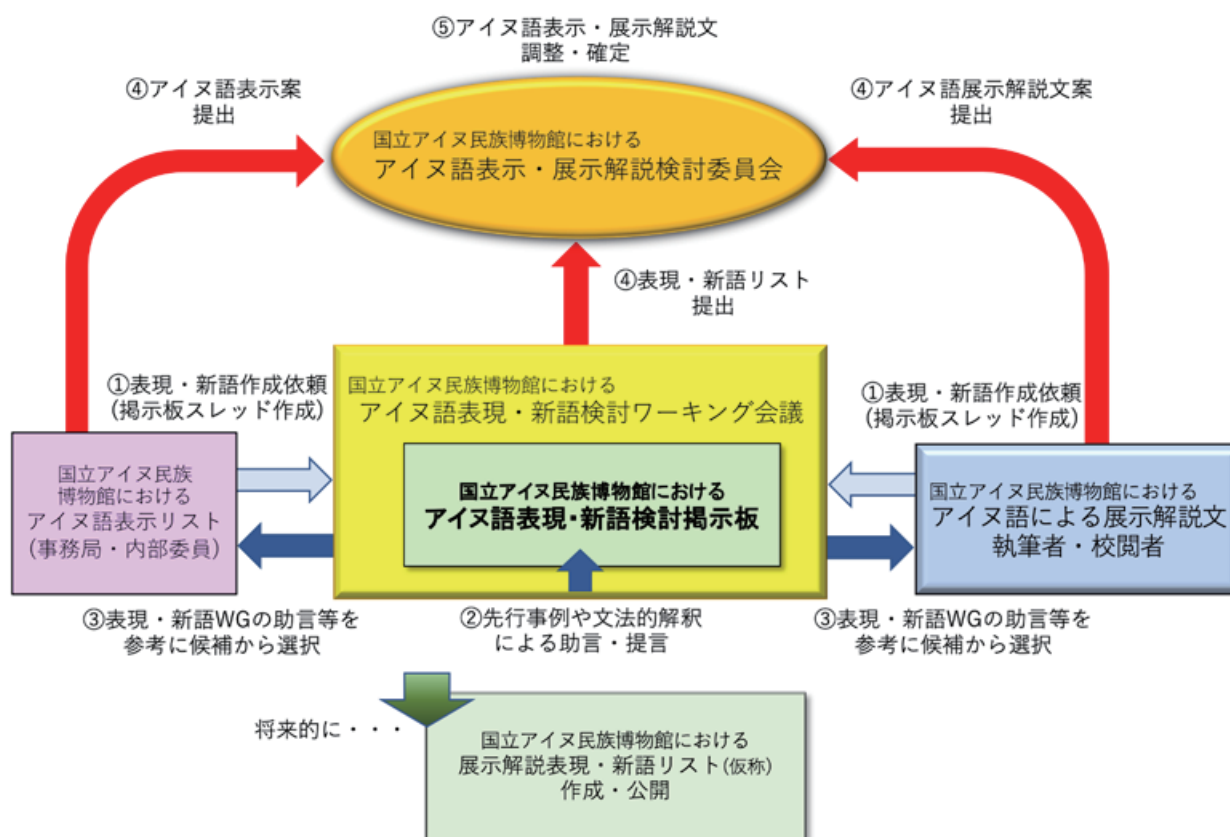 ⑤アイヌ語表示・展示解説文
調整・確定
④アイヌ語表示案
提出
④アイヌ語展示解説文案
提出
国立アイヌ民族博物館における
アイヌ語表示・展示解説検討委員会
④表現・新語リスト
提出
①表現・新語作成依頼
(掲示板スレッド作成)
国立アイヌ民族博物館における
アイヌ語表現・新語検討ワーキング会議
①表現・新語作成依頼
(掲示板スレッド作成)
国立アイヌ民族
博物館における
アイヌ語表示リスト
(事務局・内部委員)
国立アイヌ民族博物館における
アイヌ語表現・新語検討掲示板
国立アイヌ民族博物館における
アイヌ語による展示解説文
執筆者・校閲者
③表現・新語WGの助言等を
参考に候補から選択
②先行事例や文法的解釈
による助言・提言
③表現・新語WGの助言等を
参考に候補から選択
将来的に・・・
国立アイヌ民族博物館における
展示解説表現・新語リスト(仮称)
作成・公開